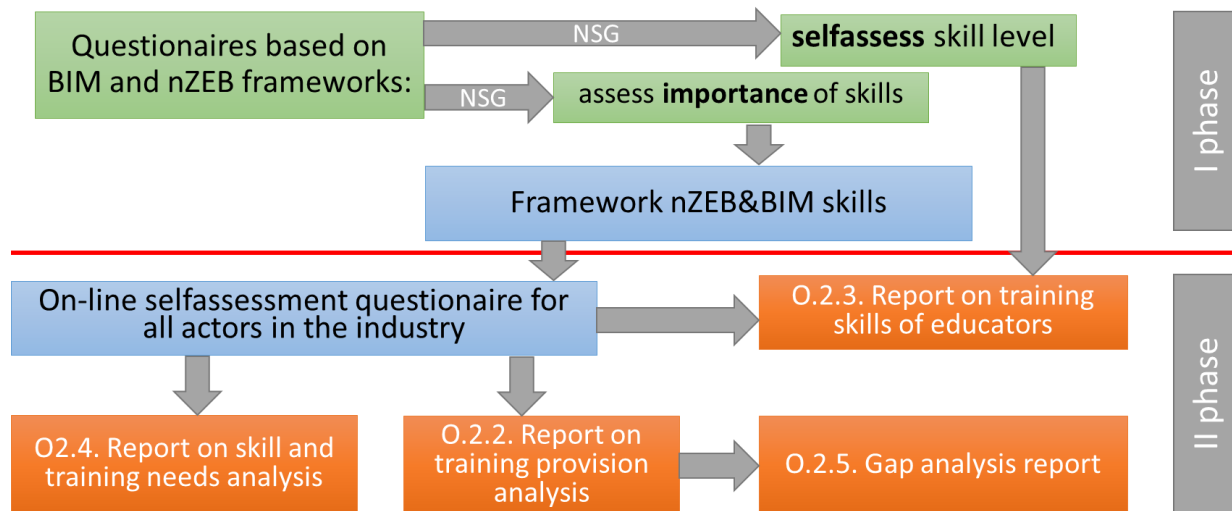 Questionaires based on
BIM and nZEB frameworks:
NSG
selfassess skill level
NSG
assess importance of skills
I phase
Framework nZEB&BIM skills
On-line selfassessment questionaire for
all actors in the industry
O.2.3. Report on training
skills of educators
II phase
O2.4. Report on skill and
training needs analysis
O.2.2. Report on
training provision
analysis
O.2.5. Gap analysis report